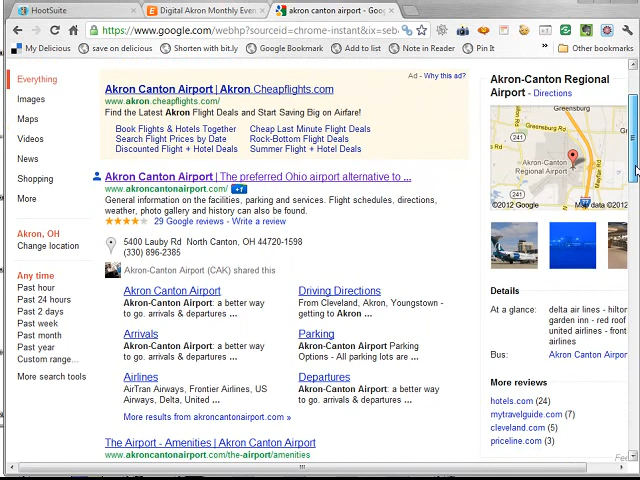 HootSuite
Digital Akron Monthly Even
akron canton airport - Goo
https://www.google.com/webhp?sourceid=chrome-instant&ix=seb
My Delicious
save on delicious
Shorten with bit.ly
Google Bookmark
Add to list
Note in Reader
Pin It
»
Other bookmarks
Everything
Images
Maps
Videos
News
Shopping
More
Akron, OH
Change location
Any time
Past hour
Past 24 hours
Past 2 days
Past week
Past month
Past year
Custom range...
More search tools
Ad - Why this ad?
Akron Canton Airport | Akron.Cheapflights.com
www.akron.cheapflights.com/
Find the Latest Akron Flight Deals and Start Saving Big on Airfare!
Book Flights & Hotels Together
Cheap Last Minute Flight Deals
Search Flight Prices by Date
Rock-Bottom Flight Deals
Discounted Flight + Hotel Deals
Summer Flight + Hotel Deals
Akron Canton Airport | The preferred Ohio airport alternative to ...
www.akroncantonairport.com/ +1
General information on the facilities, parking and services. Flight schedules, directions,
weather, photo gallery and history can also be found.
29 Google reviews - Write a review
5400 Lauby Rd North Canton, OH 44720-1598
(330) 896-2385
Akron-Canton Airport (CAK) shared this
Akron Canton Airport
Akron-Canton Airport: a better way
to go. arrivals & departures ...
Driving Directions
From Cleveland, Akron, Youngstown -
getting to Akron ...
Arrivals
Akron-Canton Airport: a better way
to go. arrivals & departures ...
Parking
Akron-Canton Airport Parking
Options - All parking lots are ...
Airlines
AirTran Airways, Frontier Airlines, US
Airways, Delta, United ...
Departures
Akron-Canton Airport: a better way
to go. arrivals & departures ...
More results from akroncantonairport.com »
The Airport - Amenities | Akron Canton Airport
www.akroncantonairport.com/the-airport/amenities
Akron-Canton Regional
Airport - Directions
Greensburg
Greensburg Rd
241
Akron-Canton
Regional Airport
Mayfair Rd
241
77
©2012 Google
Map data ©2012
Details
At a glance:
delta air lines - hilton
garden inn - red roof
united airlines - front
airlines
Bus:
Akron Canton Airpor
More reviews
hotels.com (24)
mytravelguide.com (7)
cleveland.com (5)
priceline.com (3)